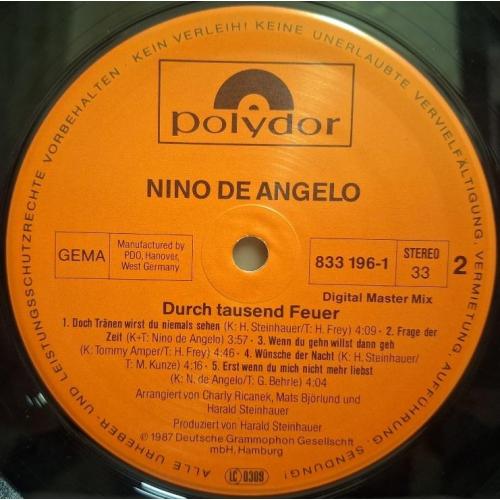 polydor
NINO DE ANGELO
GEMA
Manufactured by
PDO, Hanover,
West Germany
833 196-1
STEREO
33
2
Digital Master Mix
Durch tausend Feuer
1. Doch Tränen wirst du niemals sehen (K: H. Steinhauer/T: H. Frey) 4:09 - 2. Frage der
Zeit (K+T: Nino de Angelo) 3:57 - 3. Wenn du gehn willst dann geh
(K: Tommy Amper/T: H. Frey) 4:46 - 4. Wünsche der Nacht (K: H. Steinhauer/
T: M. Kunze) 4:16 - 5. Erst wenn du mich nicht mehr liebst
(K: N. de Angelo/T: G. Behrle) 4:04
Arrangiert von Charly Ricanek, Mats Björlund und
Harald Steinhauer
Produziert von Harald Steinhauer
℗ 1987 Deutsche Grammophon Gesellschaft
mbH, Hamburg
LC 0309
ALLE URHEBER- UND LEISTUNGSSCHUTZRECHTE VORBEHALTEN · KEIN VERLEIH! KEINE UNERLAUBTE VERVIELFÄLTIGUNG, VERMIETUNG, AUFFÜHRUNG, SENDUNG!